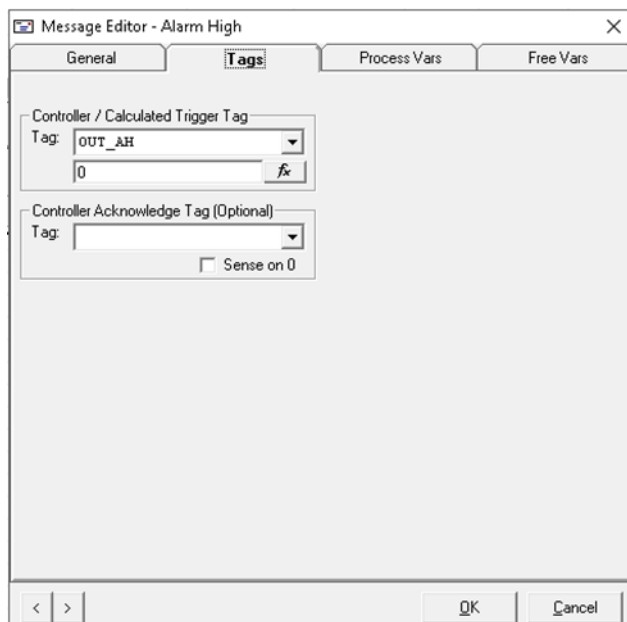 Message Editor - Alarm High
General Tags Process Vars Free Vars
Controller / Calculated Trigger Tag
Tag: OUT_AH
0 fx
Controller Acknowledge Tag (Optional)
Tag:
Sense on 0
< > OK Cancel